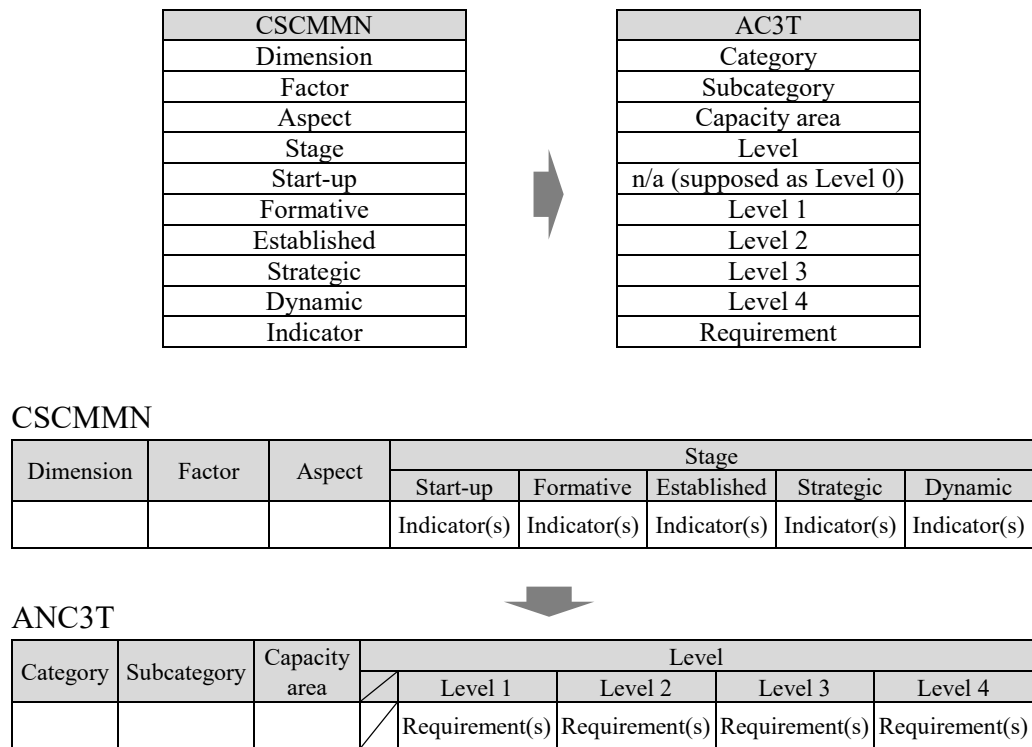 CSCMMN AC3T
Dimension Category
Factor Subcategory
Aspect Capacity area
Stage Level
Start-up n/a (supposed as Level 0)
Formative Level 1
Established Level 2
Strategic Level 3
Dynamic Level 4
Indicator Requirement
CSCMMN
Dimension Factor Aspect Stage
Start-up Formative Established Strategic Dynamic
Indicator(s) Indicator(s) Indicator(s) Indicator(s) Indicator(s)
ANC3T
Category Subcategory Capacity area Level
Level 1 Level 2 Level 3 Level 4
Requirement(s) Requirement(s) Requirement(s) Requirement(s)